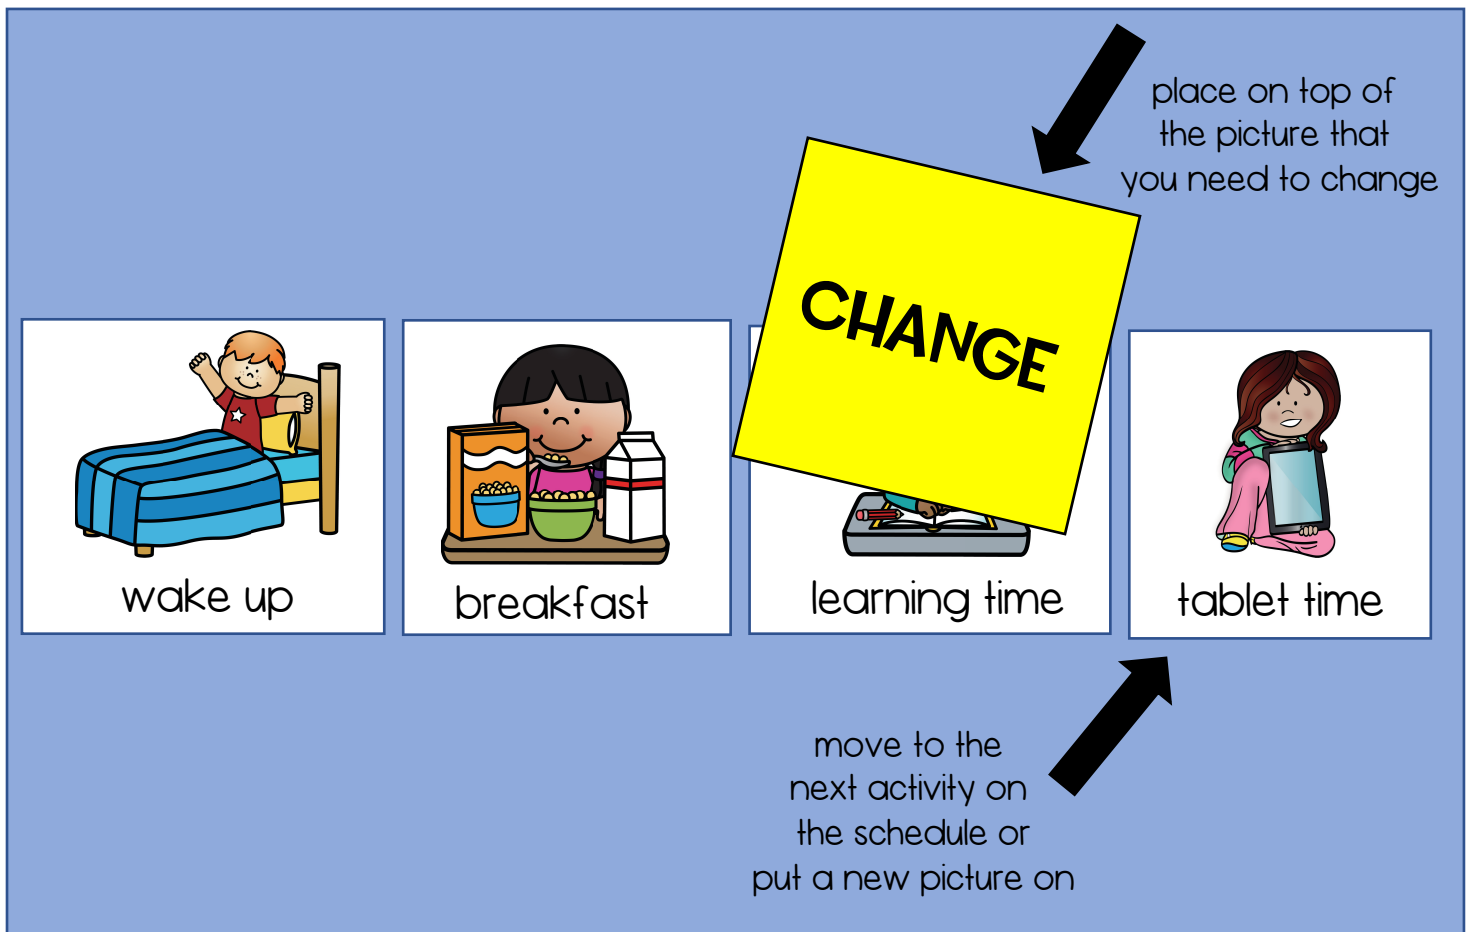 place on top of
the picture that
you need to change
CHANGE
wake up
breakfast
learning time
tablet time
move to the
next activity on
the schedule or
put a new picture on